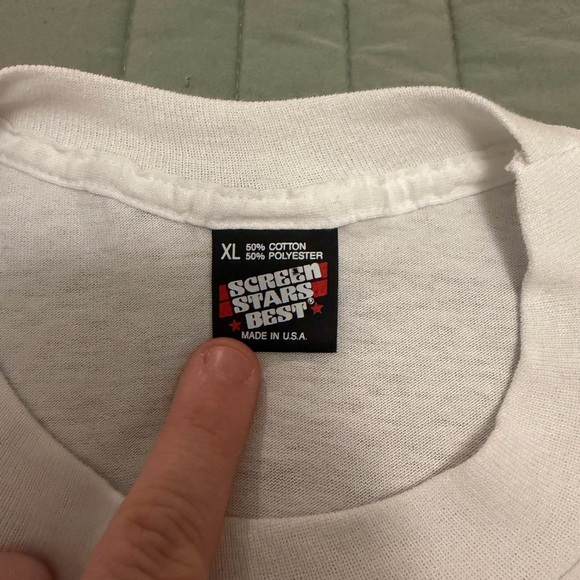 XL 50% COTTON
50% POLYESTER
SCREEN
STARS
BEST®
MADE IN U.S.A.